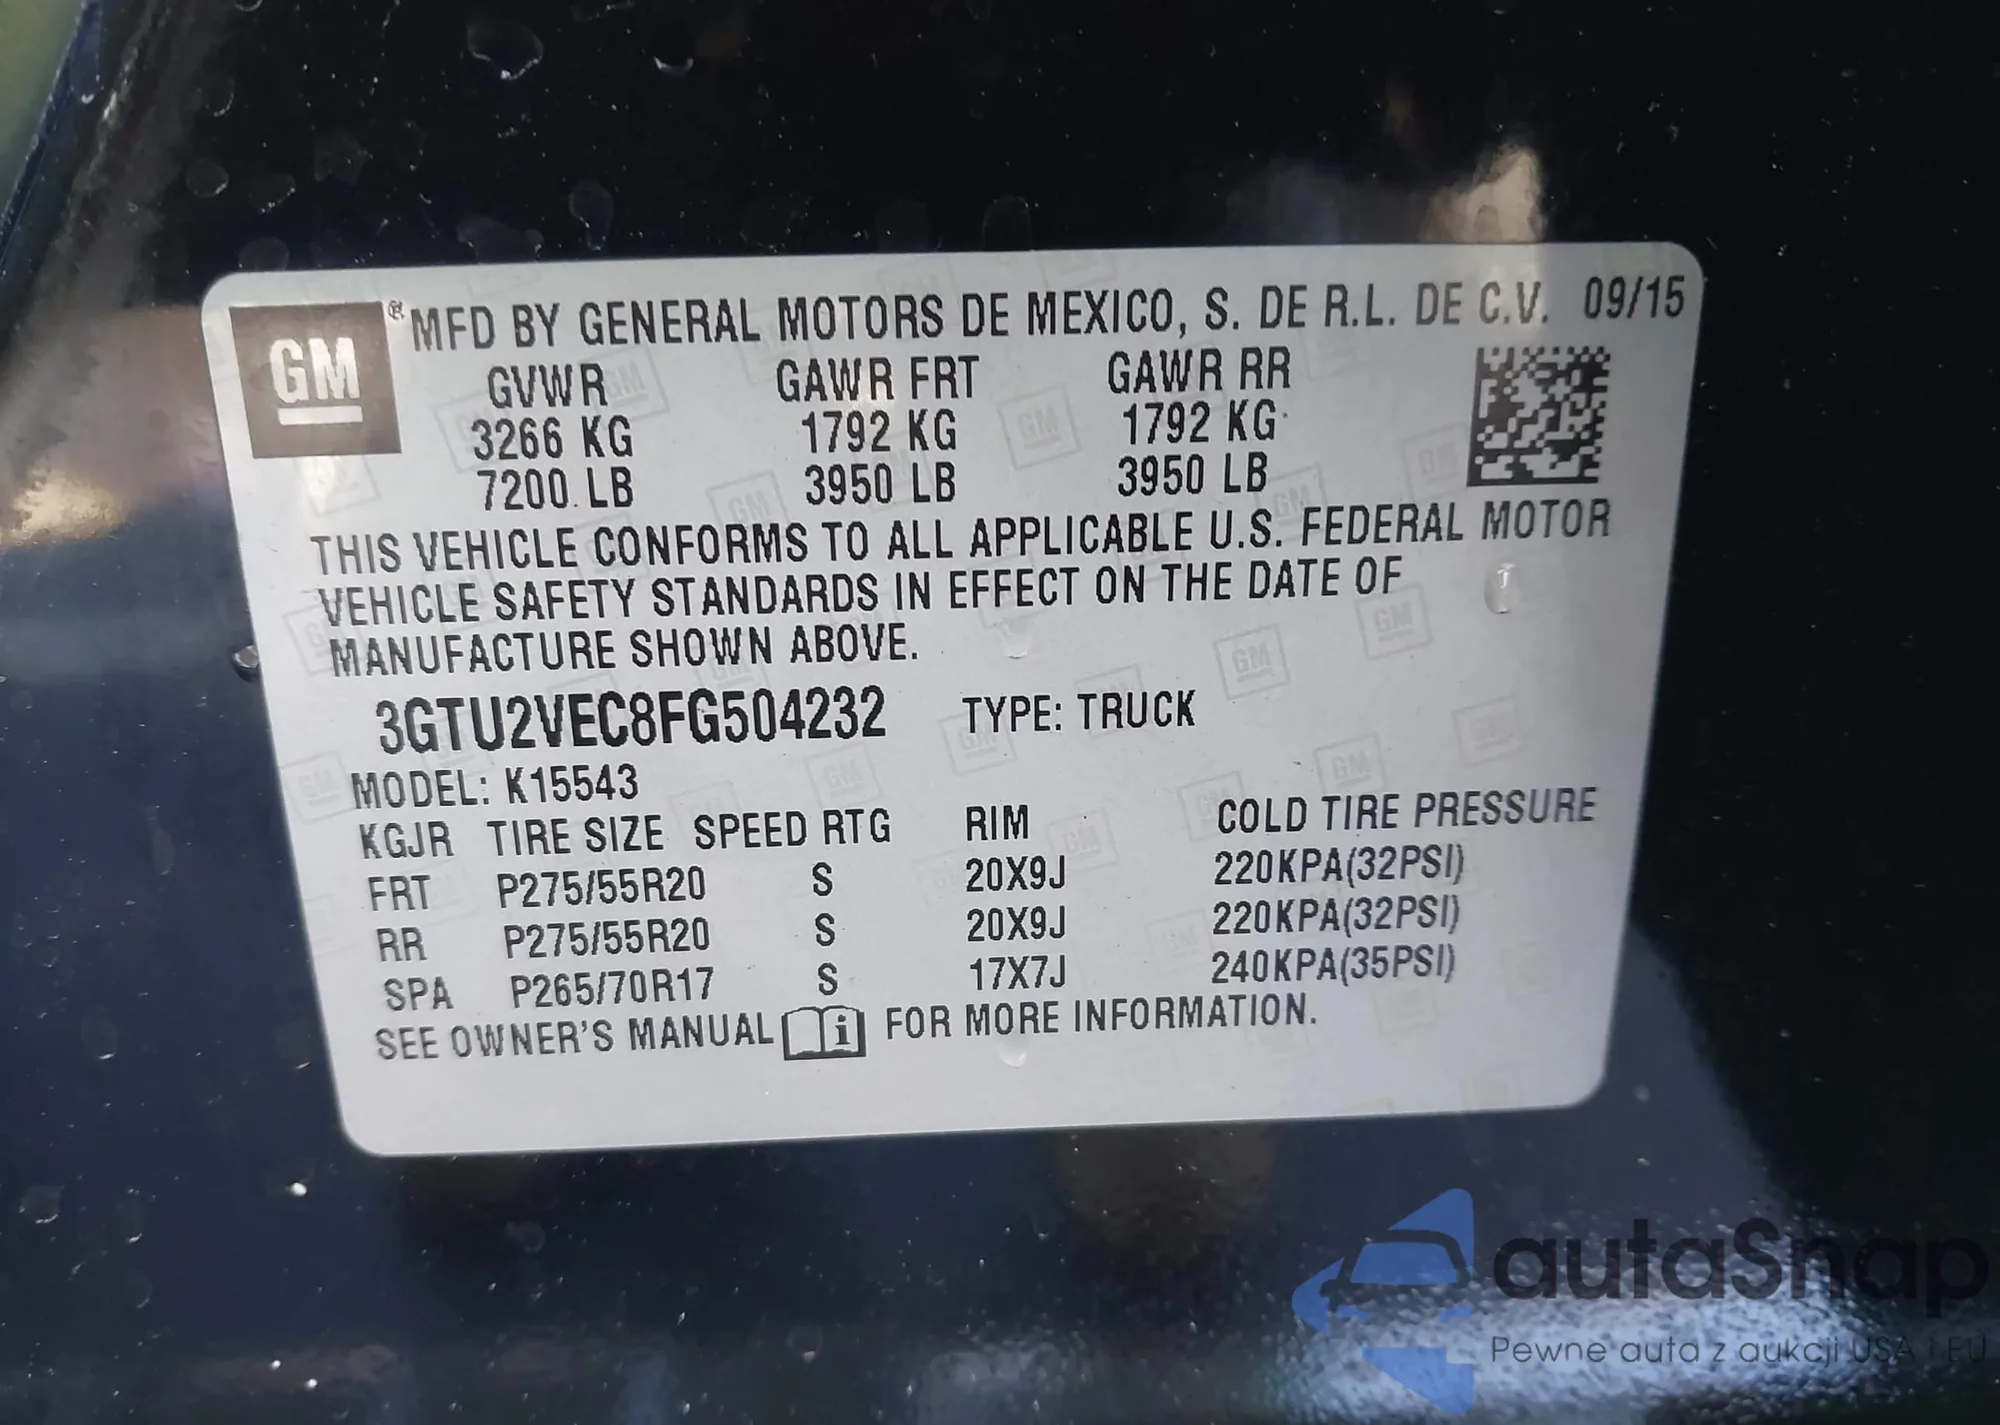 GM
® MFD BY GENERAL MOTORS DE MEXICO, S. DE R.L. DE C.V. 09/15
GVWR GAWR FRT GAWR RR
3266 KG 1792 KG 1792 KG
7200 LB 3950 LB 3950 LB
THIS VEHICLE CONFORMS TO ALL APPLICABLE U.S. FEDERAL MOTOR
VEHICLE SAFETY STANDARDS IN EFFECT ON THE DATE OF
MANUFACTURE SHOWN ABOVE.
3GTU2VEC8FG504232 TYPE: TRUCK
MODEL: K15543
KGJR TIRE SIZE SPEED RTG RIM COLD TIRE PRESSURE
FRT P275/55R20 S 20X9J 220KPA(32PSI)
RR P275/55R20 S 20X9J 220KPA(32PSI)
SPA P265/70R17 S 17X7J 240KPA(35PSI)
SEE OWNER'S MANUAL i FOR MORE INFORMATION.
autaSnap
Pewne auta z aukcji USA i EU